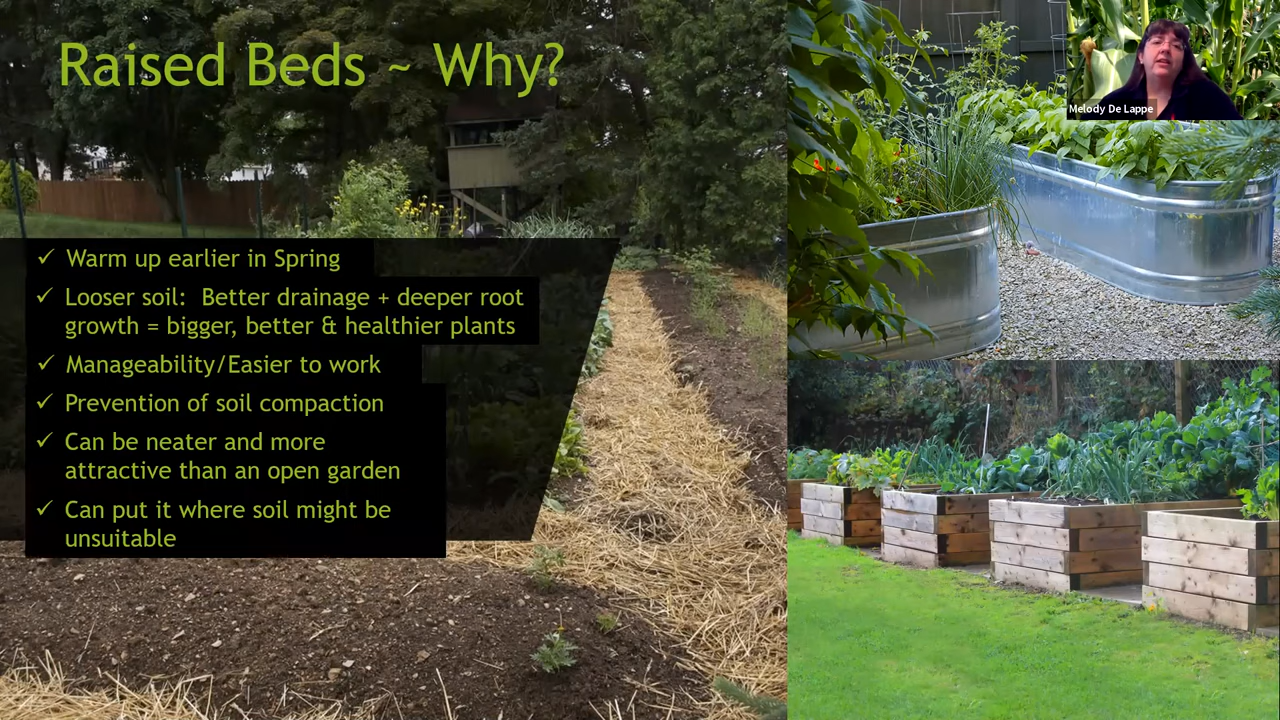 Raised Beds ~ Why?
Melody De Lappe
✓ Warm up earlier in Spring
✓ Looser soil:  Better drainage + deeper root
growth = bigger, better & healthier plants
✓ Manageability/Easier to work
✓ Prevention of soil compaction
✓ Can be neater and more
attractive than an open garden
✓ Can put it where soil might be
unsuitable